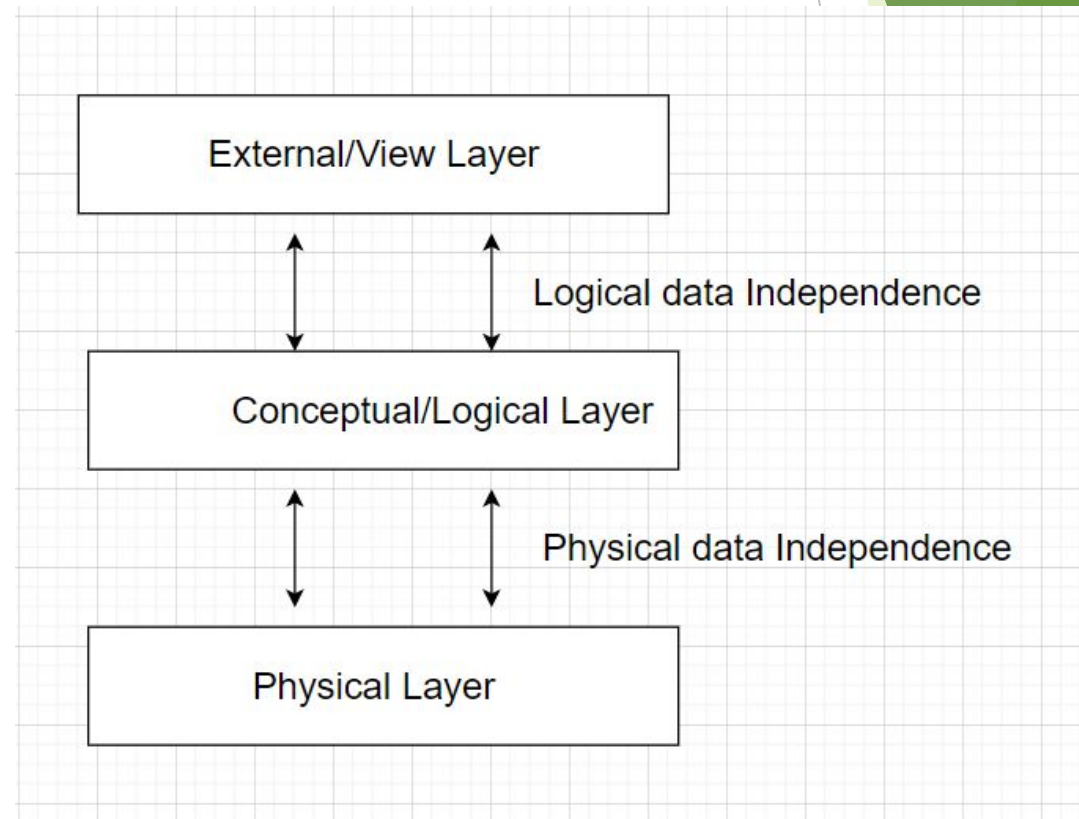 External/View Layer
Logical data Independence
Conceptual/Logical Layer
Physical data Independence
Physical Layer